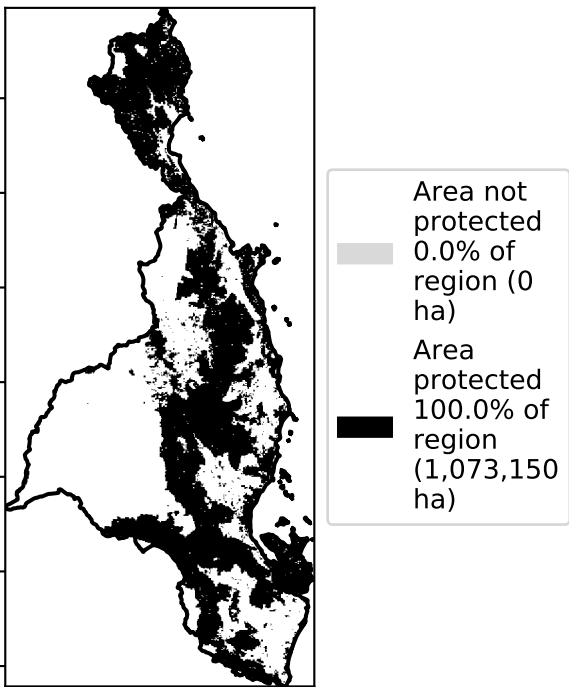 Area not
protected
0.0% of
region (0
ha)
Area
protected
100.0% of
region
(1,073,150
ha)